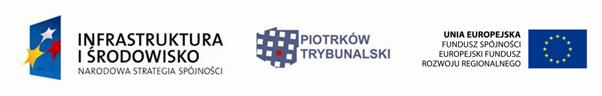 INFRASTRUKTURA
I ŚRODOWISKO
NARODOWA STRATEGIA SPÓJNOŚCI
PIOTRKÓW
TRYBUNALSKI
UNIA EUROPEJSKA
FUNDUSZ SPÓJNOŚCI
EUROPEJSKI FUNDUSZ
ROZWOJU REGIONALNEGO